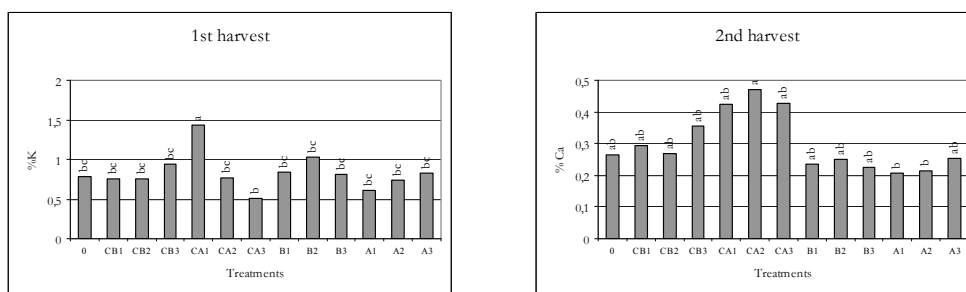 1st harvest
2
1,5
1
0,5
0
%K
bc bc bc bc a bc b bc bc bc bc bc bc
0 CB1 CB2 CB3 CA1 CA2 CA3 B1 B2 B3 A1 A2 A3
Treatments
2nd harvest
0,5
0,4
0,3
0,2
0,1
0
% Ca
ab ab ab ab ab a ab ab ab ab b b ab
0 CB1 CB2 CB3 CA1 CA2 CA3 B1 B2 B3 A1 A2 A3
Treatments